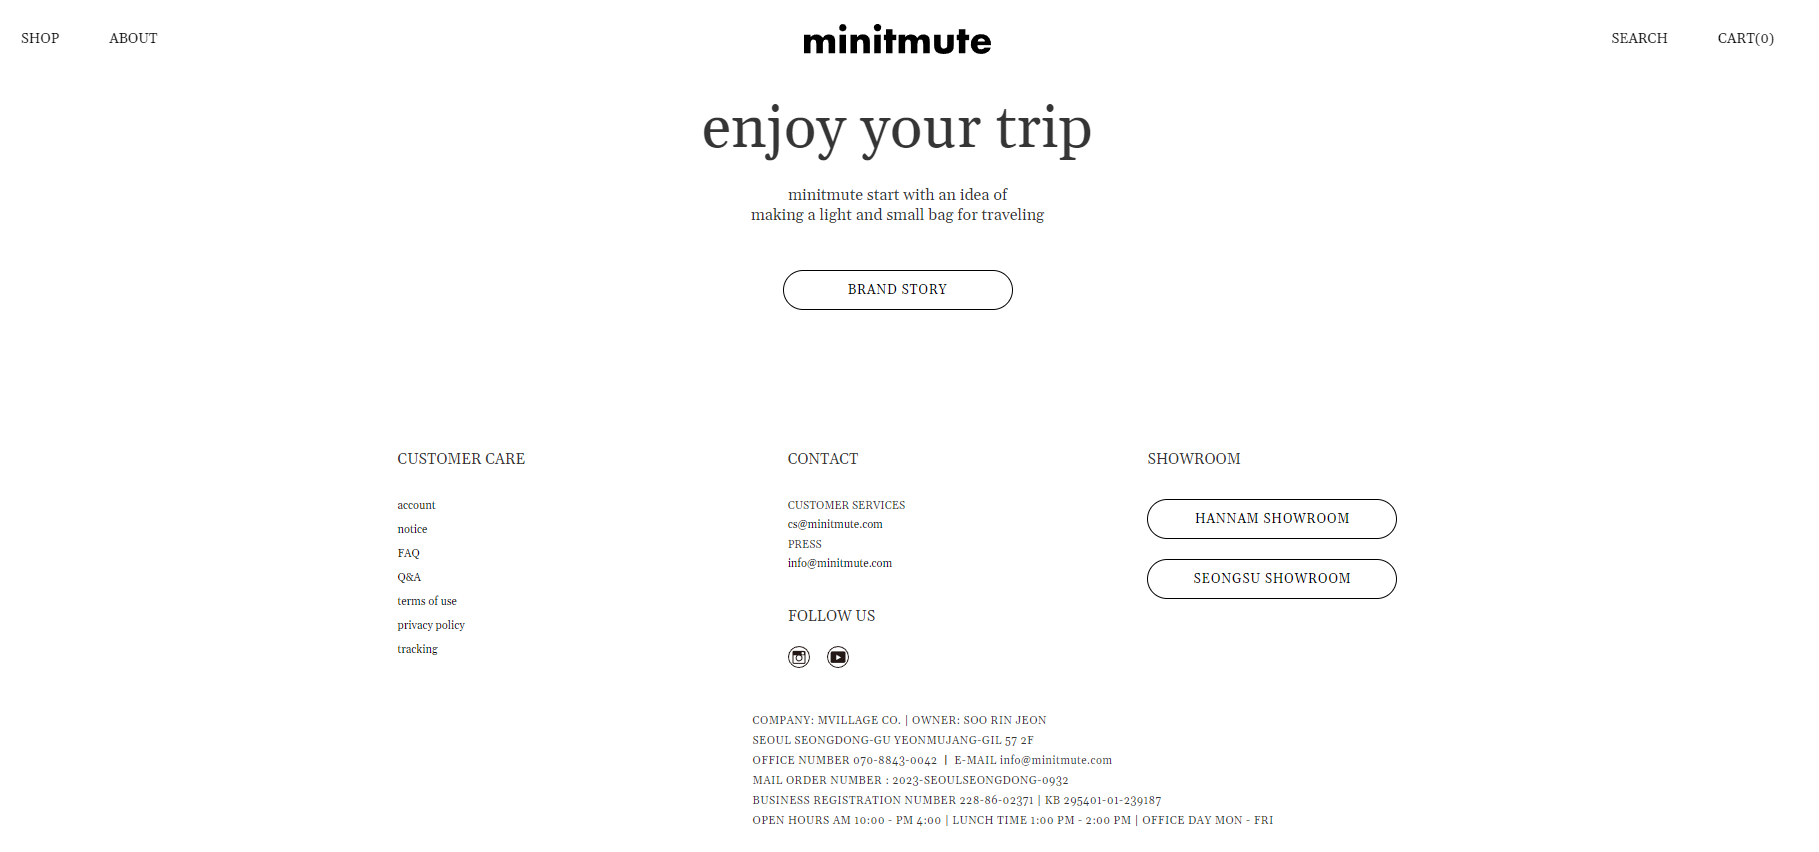 SHOP
ABOUT
minitmute
SEARCH
CART(0)
enjoy your trip
minitmute start with an idea of
making a light and small bag for traveling
BRAND STORY
CUSTOMER CARE
account
notice
FAQ
Q&A
terms of use
privacy policy
tracking
CONTACT
CUSTOMER SERVICES
cs@minitmute.com
PRESS
info@minitmute.com
FOLLOW US
SHOWROOM
HANNAM SHOWROOM
SEONGSU SHOWROOM
COMPANY: MVILLAGE CO. | OWNER: SOO RIN JEON
SEOUL SEONGDONG-GU YEONMUJANG-GIL 57 2F
OFFICE NUMBER 070-8843-0042 | E-MAIL info@minitmute.com
MAIL ORDER NUMBER : 2023-SEOULSEONGDONG-0932
BUSINESS REGISTRATION NUMBER 228-86-02371 | KB 295401-01-239187
OPEN HOURS AM 10:00 - PM 4:00 | LUNCH TIME 1:00 PM - 2:00 PM | OFFICE DAY MON - FRI